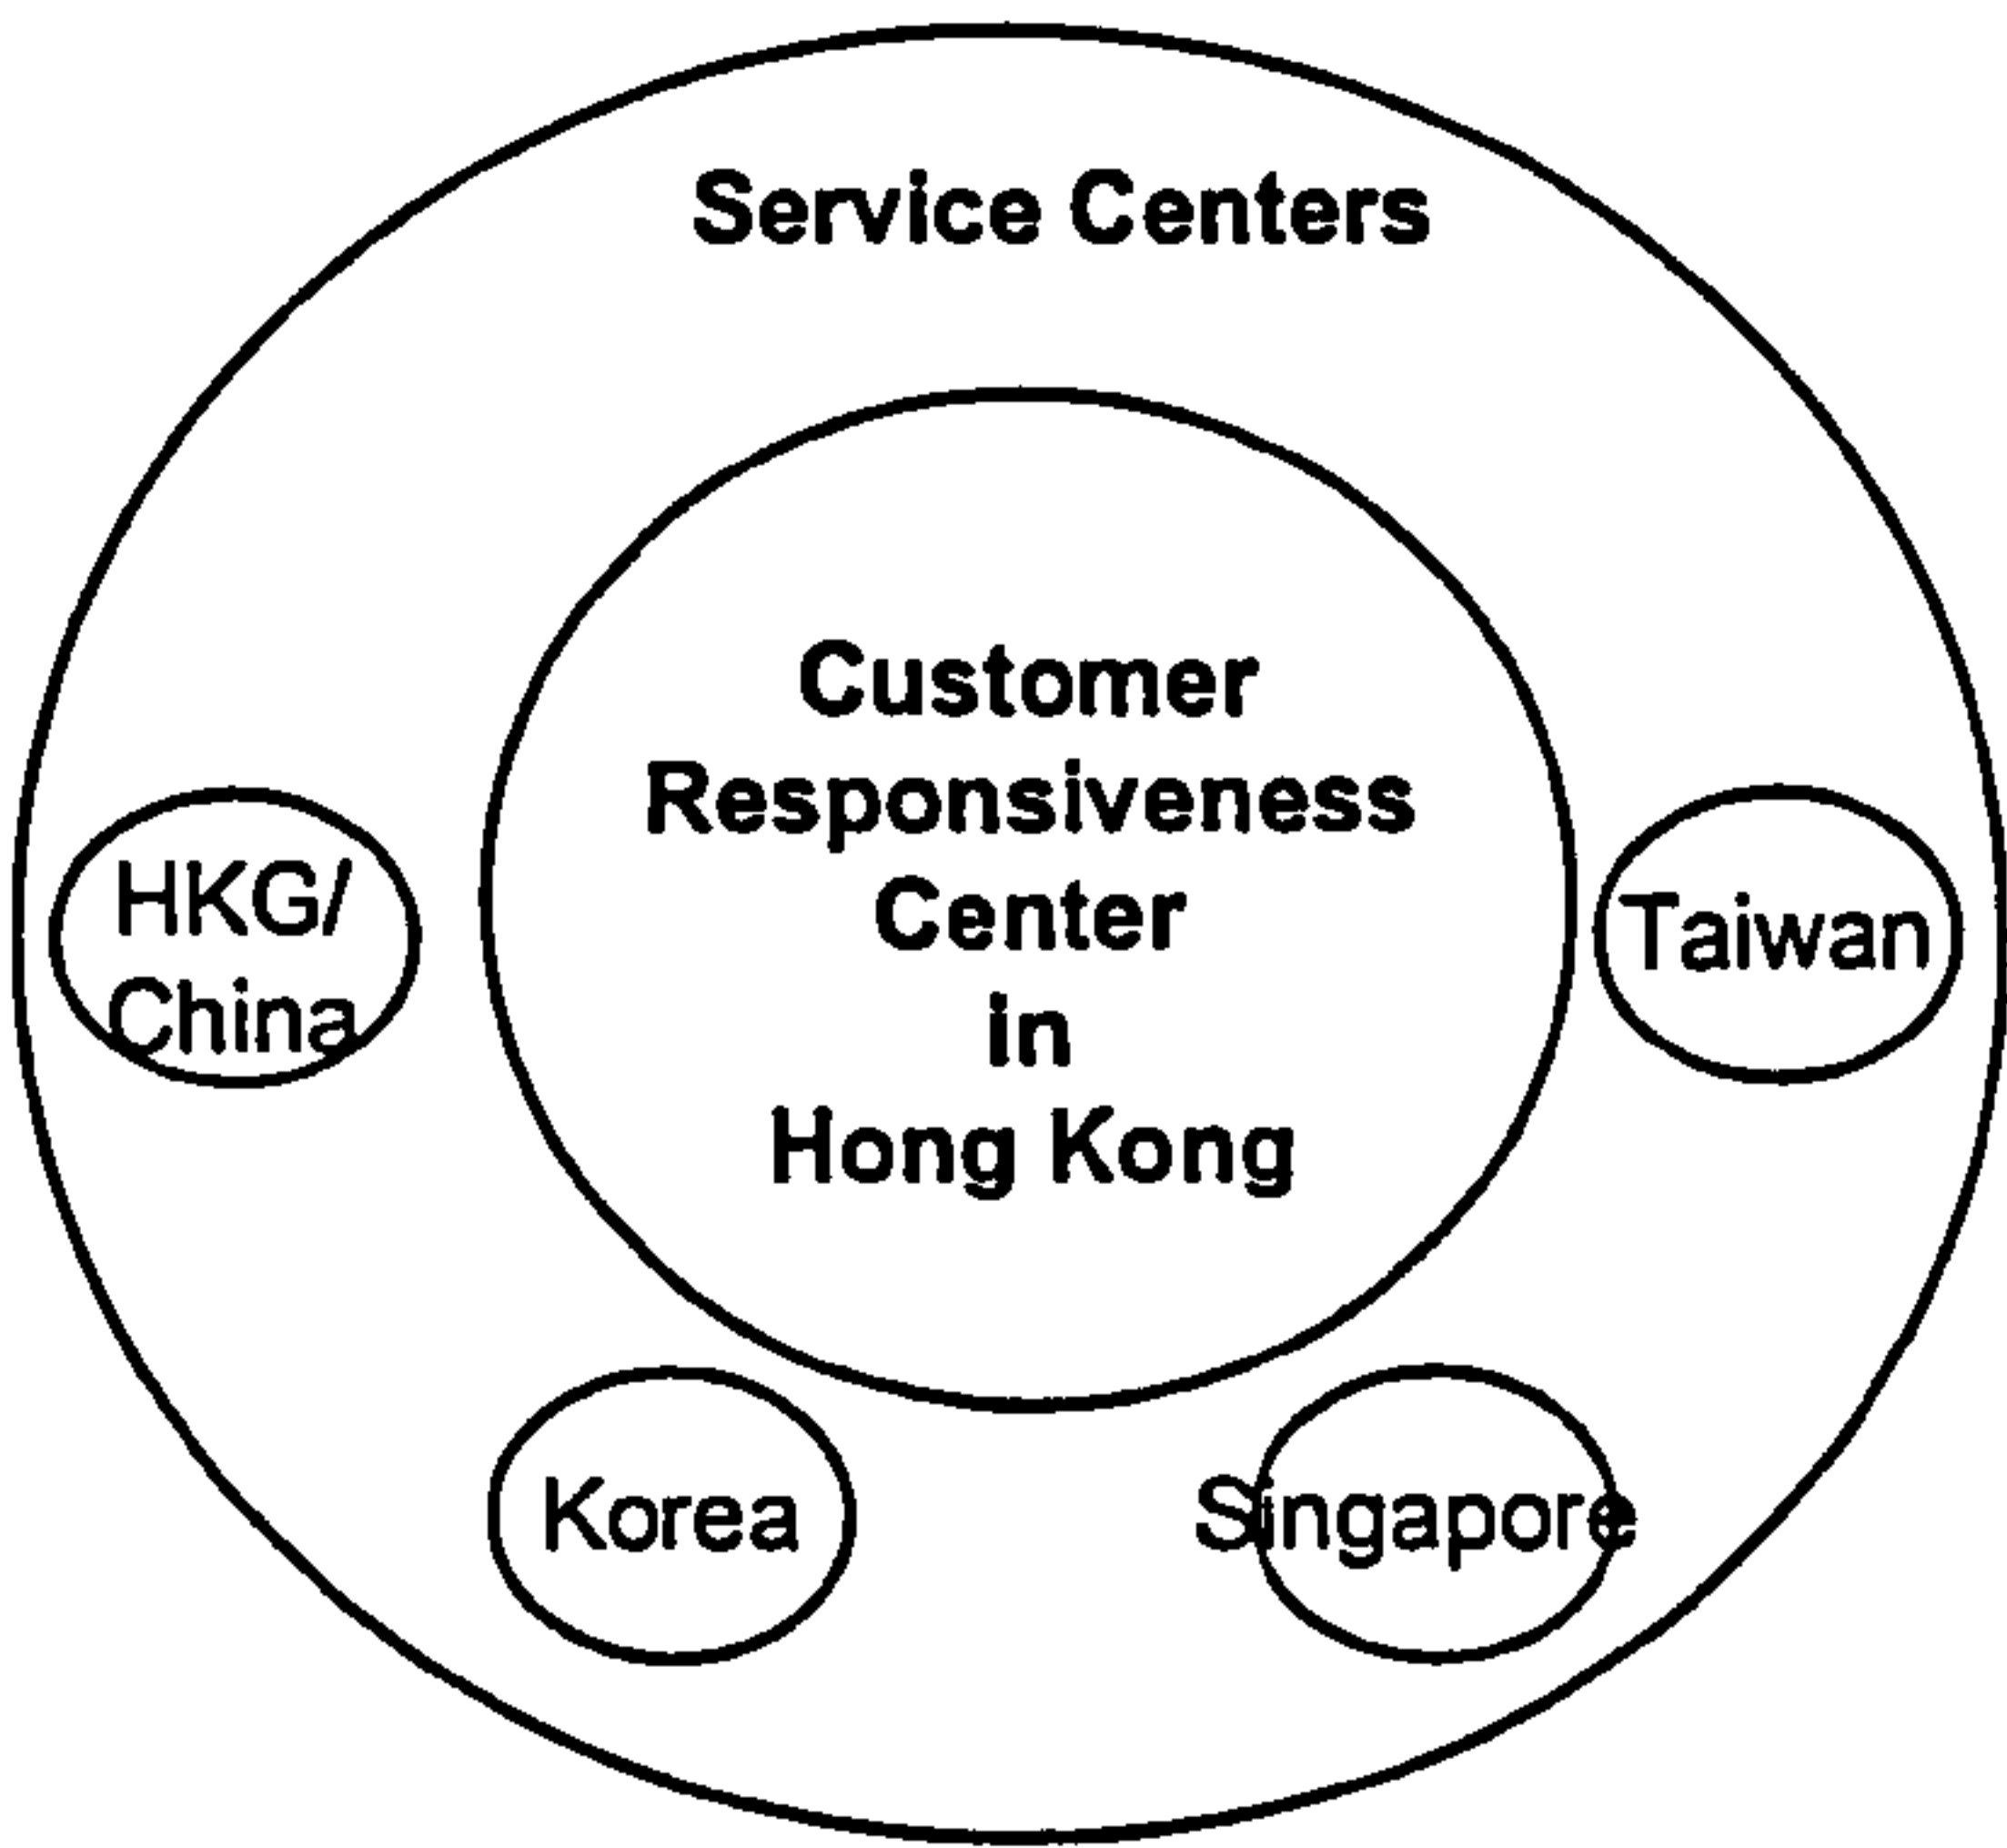 Service Centers
Customer
Responsiveness
Center
in
Hong Kong
HKG/
China
Taiwan
Korea
Singapore